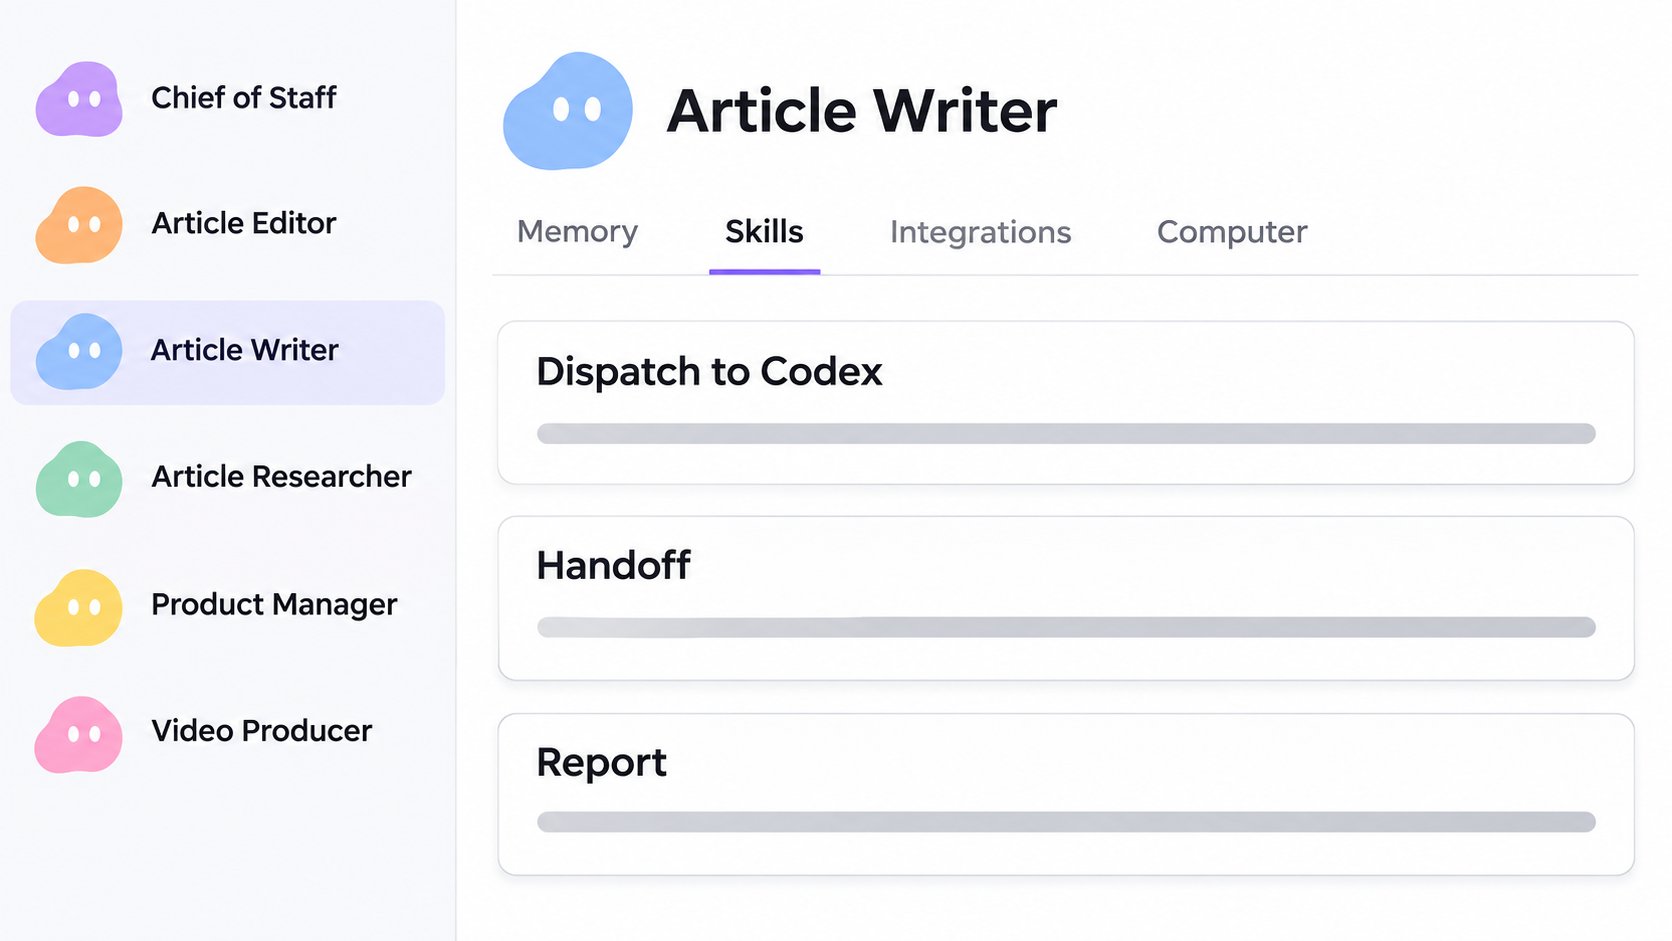 Chief of Staff
Article Editor
Article Writer
Article Researcher
Product Manager
Video Producer
Article Writer
Memory
Skills
Integrations
Computer
Dispatch to Codex
Handoff
Report